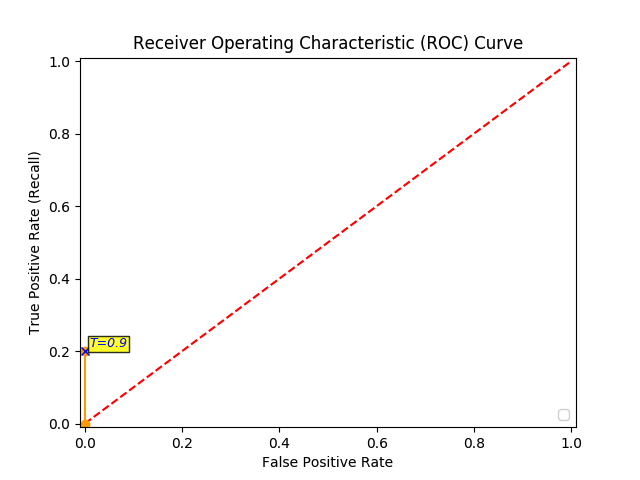 Receiver Operating Characteristic (ROC) Curve
1.0
0.8
0.6
0.4
0.2
0.0
True Positive Rate (Recall)
T=0.9
0.0 0.2 0.4 0.6 0.8 1.0
False Positive Rate